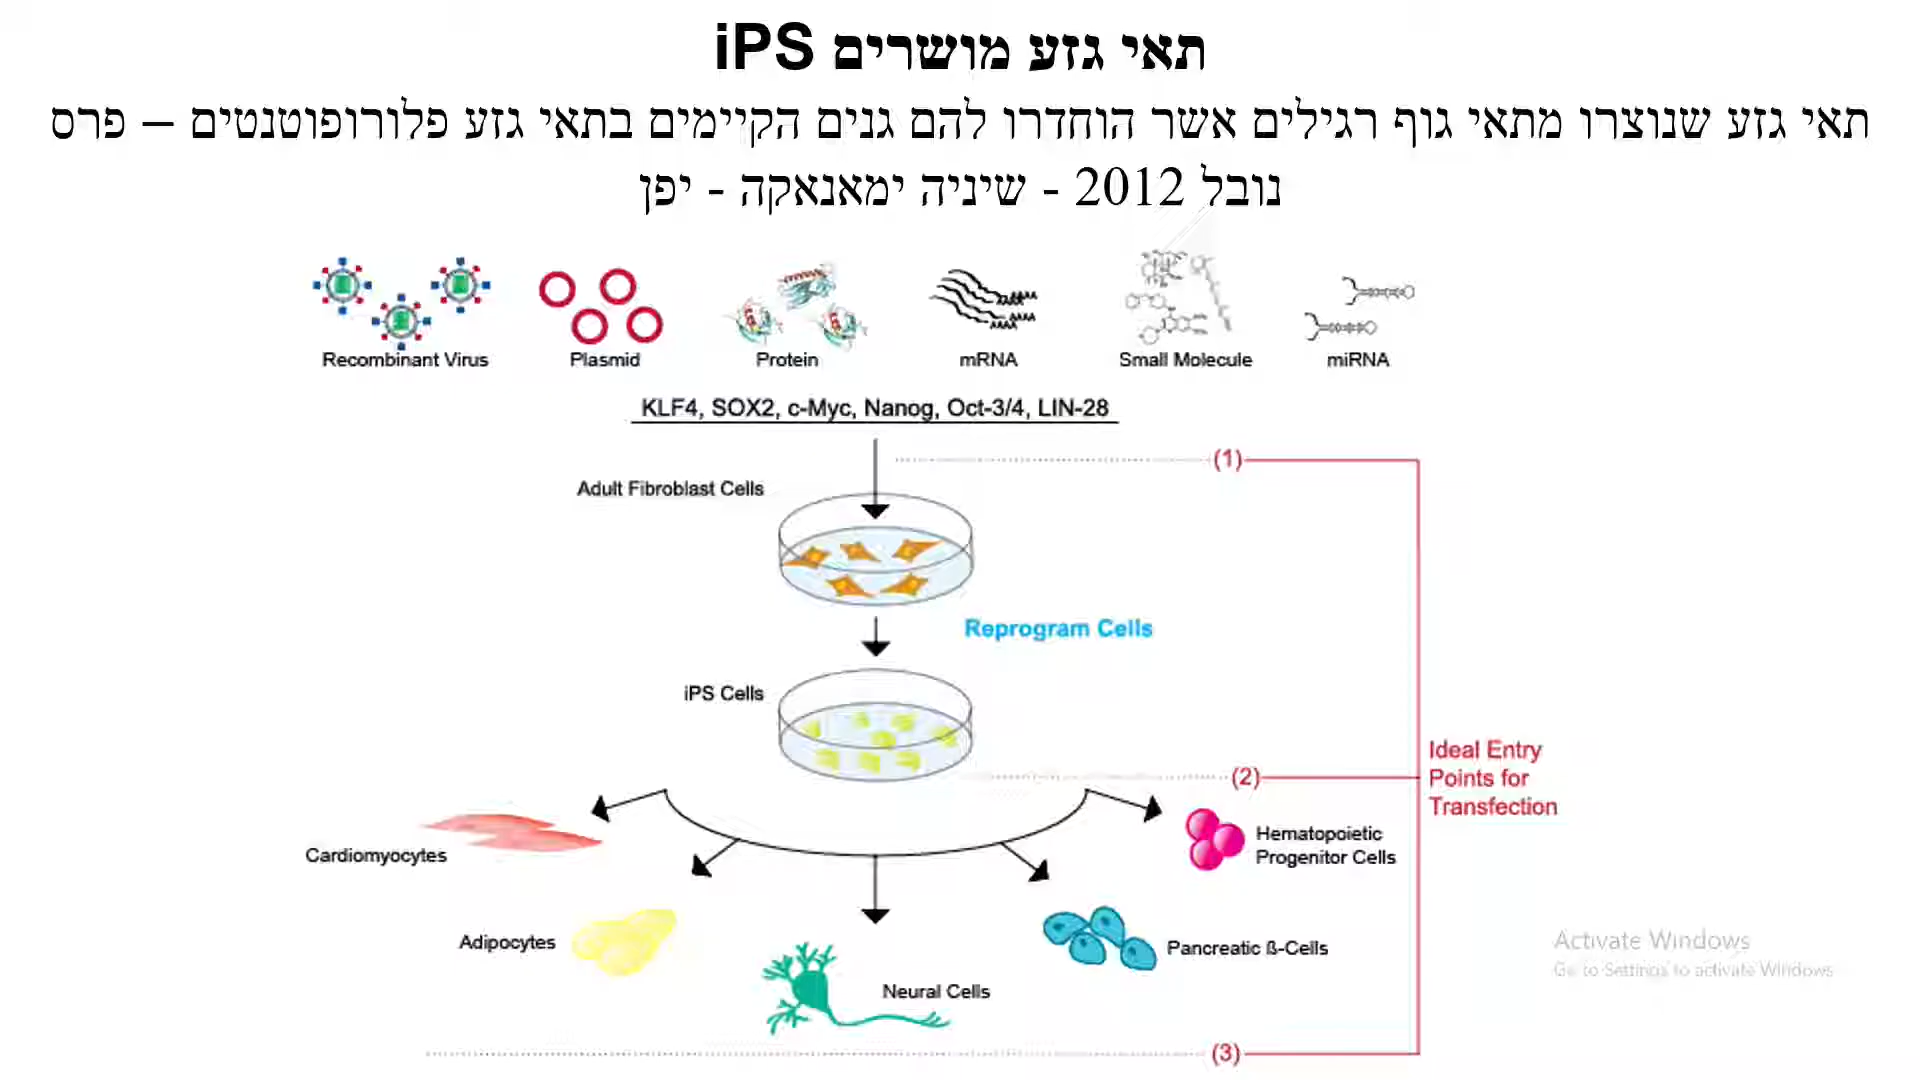 תאי גזע מושרים iPS
תאי גזע שנוצרו מתאי גוף רגילים אשר הוחדרו להם גנים הקיימים בתאי גזע פלורופוטנטים – פרס
נובל 2012 - שיניה ימאנאקה - יפן
Recombinant Virus
Plasmid
Protein
AAAA
AAAA
AAAA
mRNA
Small Molecule
miRNA
KLF4, SOX2, c-Myc, Nanog, Oct-3/4, LIN-28
(1)
Adult Fibroblast Cells
Reprogram Cells
iPS Cells
Ideal Entry
Points for
Transfection
(2)
Cardiomyocytes
Hematopoietic
Progenitor Cells
Adipocytes
Pancreatic ß-Cells
Neural Cells
(3)
Activate Windows
Go to Settings to activate Windows